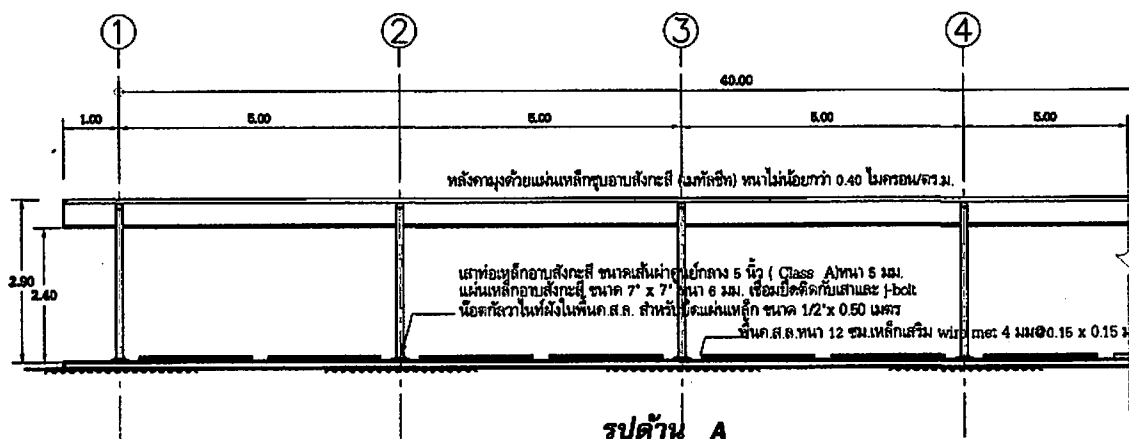 1 2 3 4
40.00
1.00 5.00 5.00 5.00 5.00
หลังคามุงด้วยแผ่นเหล็กชุบอาบสังกะสี (เมทัลชีท) หนาไม่น้อยกว่า 0.40 ไมครอน/ตร.ม.
2.90
2.40
เสาท่อเหล็กอาบสังกะสี ขนาดเส้นผ่าศูนย์กลาง 5 นิ้ว ( Class A)หนา 5 มม.
แผ่นเหล็กอาบสังกะสี ขนาด 7" x 7" หนา 6 มม. เชื่อมยึดติดกับเสาและ j-bolt
น๊อตกัลวาไนท์ฝังในพื้นค.ส.ล. สำหรับยึดแผ่นเหล็ก ขนาด 1/2"x 0.50 เมตร
พื้นค.ส.ล.หนา 12 ซม.เหล็กเสริม wire met 4 มม@0.15 x 0.15 ม
รูปด้าน A